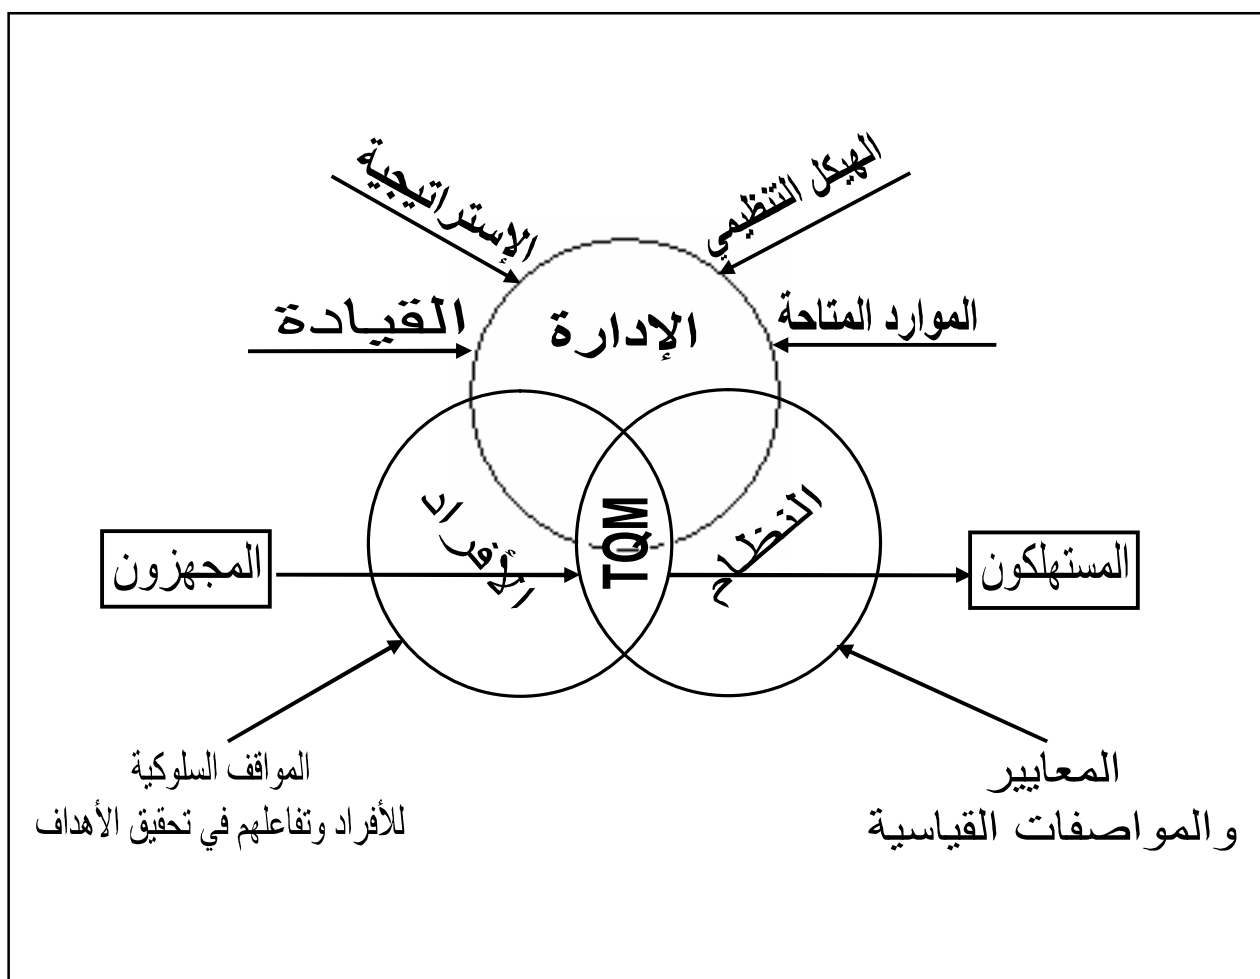 الهيكل التنظيمي
الإستراتيجية
الموارد المتاحة
القيادة
الإدارة
النظام
الأفراد
TQM
المستهلكون
المجهزون
المعايير
والمواصفات القياسية
المواقف السلوكية
للأفراد وتفاعلهم في تحقيق الأهداف